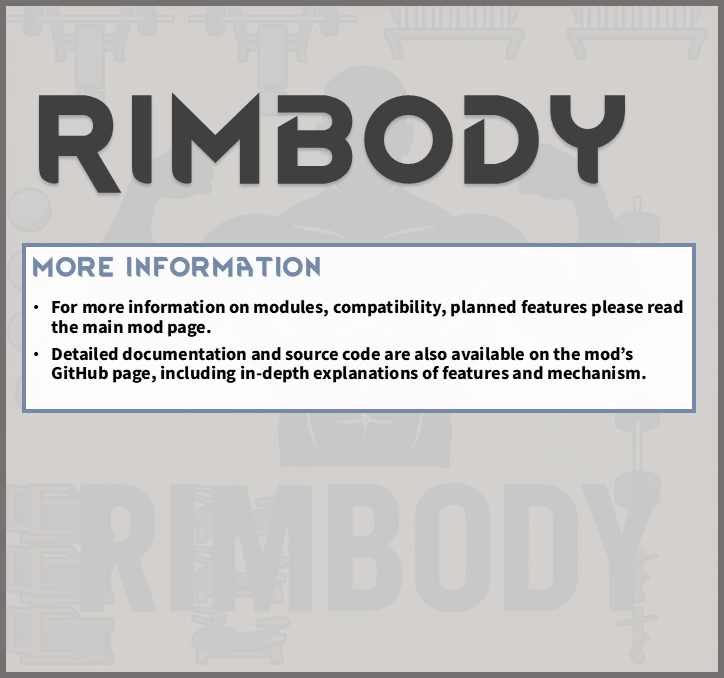 RIMBODY
MORE INFORMATION
• For more information on modules, compatibility, planned features please read
the main mod page.
• Detailed documentation and source code are also available on the mod’s
GitHub page, including in-depth explanations of features and mechanism.
RIMBODY